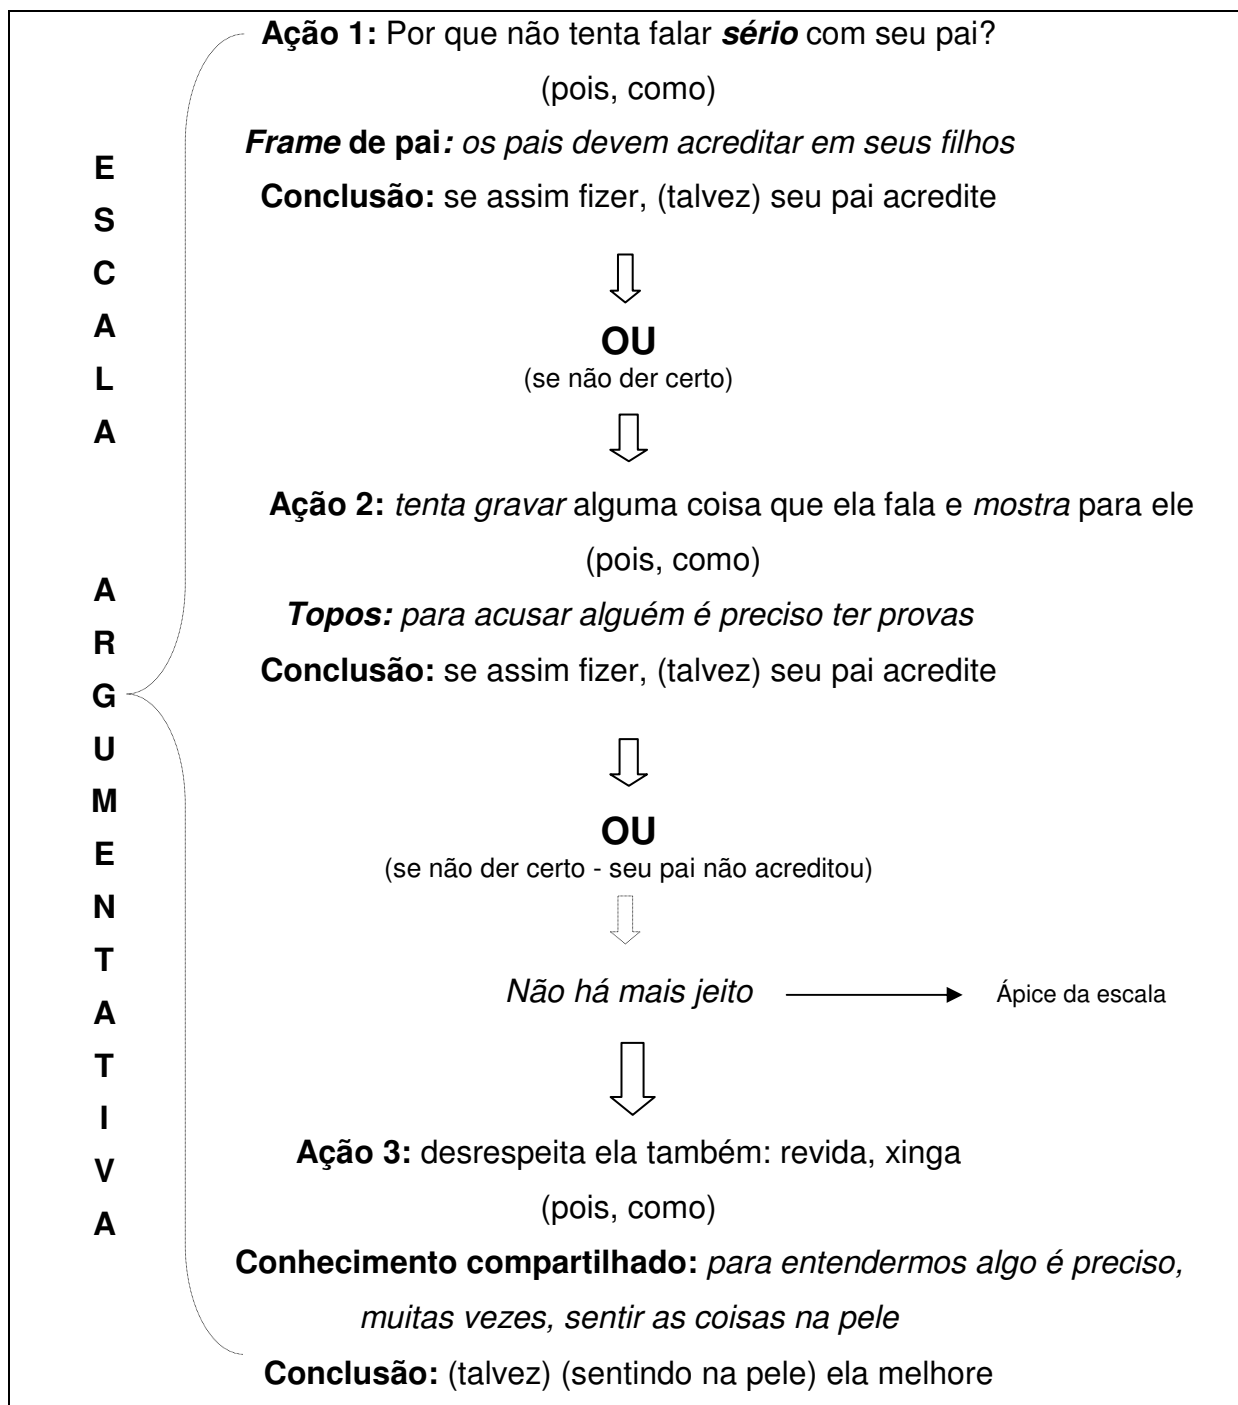 Ação 1: Por que não tenta falar sério com seu pai?
(pois, como)
Frame de pai: os pais devem acreditar em seus filhos
Conclusão: se assim fizer, (talvez) seu pai acredite
OU
(se não der certo)
Ação 2: tenta gravar alguma coisa que ela fala e mostra para ele
(pois, como)
Topos: para acusar alguém é preciso ter provas
Conclusão: se assim fizer, (talvez) seu pai acredite
OU
(se não der certo - seu pai não acreditou)
Não há mais jeito
Ápice da escala
Ação 3: desrespeita ela também: revida, xinga
(pois, como)
Conhecimento compartilhado: para entendermos algo é preciso,
muitas vezes, sentir as coisas na pele
Conclusão: (talvez) (sentindo na pele) ela melhore
E
S
C
A
L
A
A
R
G
U
M
E
N
T
A
T
I
V
A